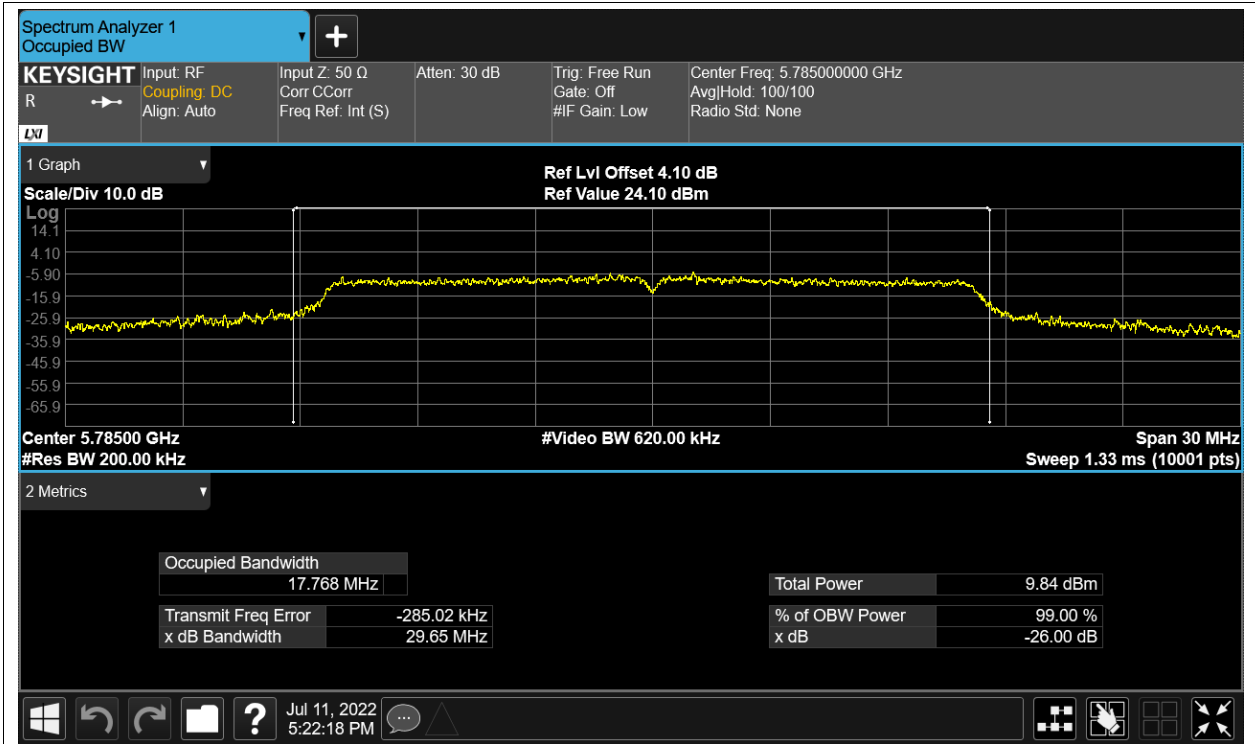 Spectrum Analyzer 1
Occupied BW
KEYSIGHT Input: RF Input Z: 50 Ω Atten: 30 dB Trig: Free Run Center Freq: 5.785000000 GHz
R Coupling: DC Corr CCorr Gate: Off Avg|Hold: 100/100
Align: Auto Freq Ref: Int (S) #IF Gain: Low Radio Std: None
LXI
1 Graph
Ref Lvl Offset 4.10 dB
Scale/Div 10.0 dB Ref Value 24.10 dBm
Log
14.1
4.10
-5.90
-15.9
-25.9
-35.9
-45.9
-55.9
-65.9
Center 5.78500 GHz #Video BW 620.00 kHz Span 30 MHz
#Res BW 200.00 kHz Sweep 1.33 ms (10001 pts)
2 Metrics
Occupied Bandwidth
17.768 MHz Total Power 9.84 dBm
Transmit Freq Error -285.02 kHz % of OBW Power 99.00 %
x dB Bandwidth 29.65 MHz x dB -26.00 dB
? Jul 11, 2022
5:22:18 PM